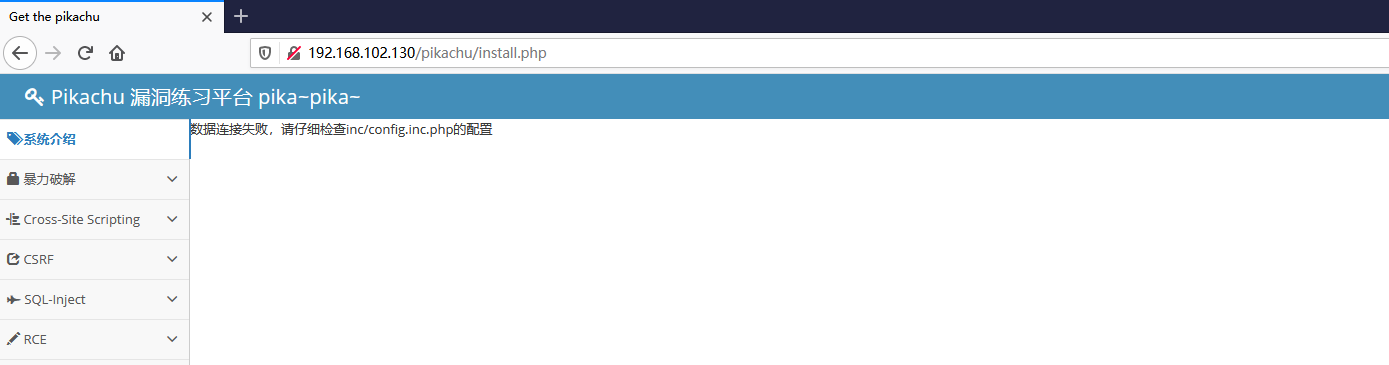 Get the pikachu
192.168.102.130/pikachu/install.php
Pikachu 漏洞练习平台 pika~pika~
系统介绍
数据连接失败，请仔细检查inc/config.inc.php的配置
暴力破解
Cross-Site Scripting
CSRF
SQL-Inject
RCE